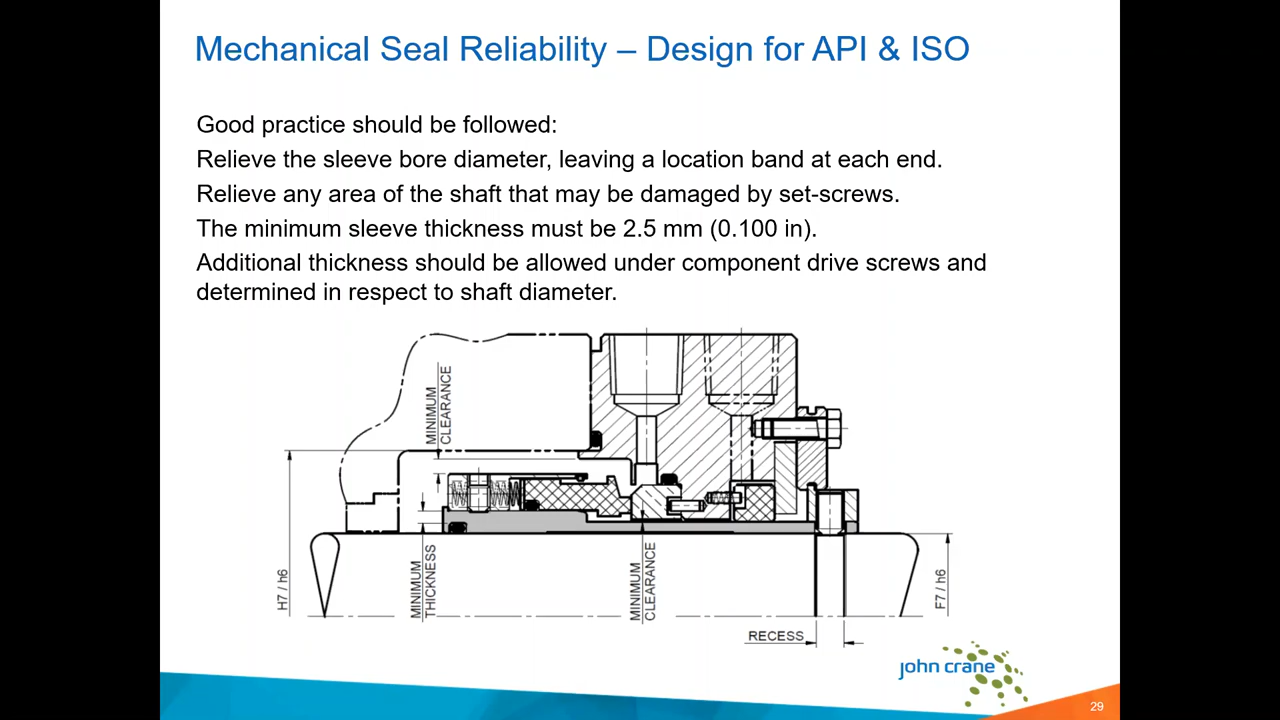 Mechanical Seal Reliability – Design for API & ISO
Good practice should be followed:
Relieve the sleeve bore diameter, leaving a location band at each end.
Relieve any area of the shaft that may be damaged by set-screws.
The minimum sleeve thickness must be 2.5 mm (0.100 in).
Additional thickness should be allowed under component drive screws and
determined in respect to shaft diameter.
MINIMUM
CLEARANCE
H7 / h6
MINIMUM
THICKNESS
MINIMUM
CLEARANCE
F7 / h6
RECESS
john crane
29